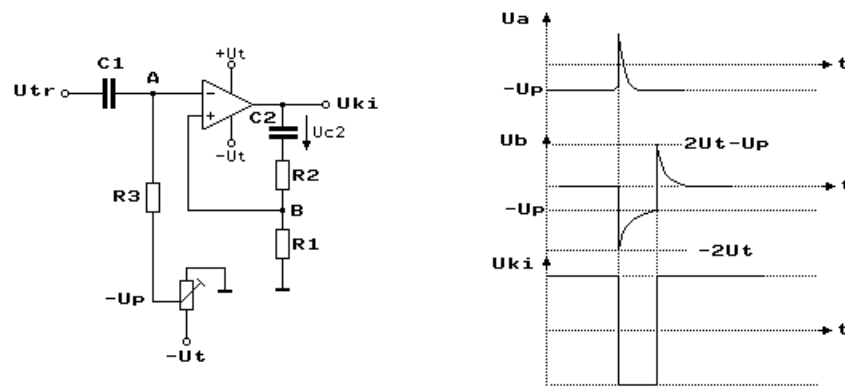 C1
A
+Ut
Utr
-
+
Uki
C2
Uc2
-Ut
R2
R3
B
R1
-Up
-Ut
Ua
t
-Up
Ub
2Ut-Up
t
-Up
-2Ut
Uki
t